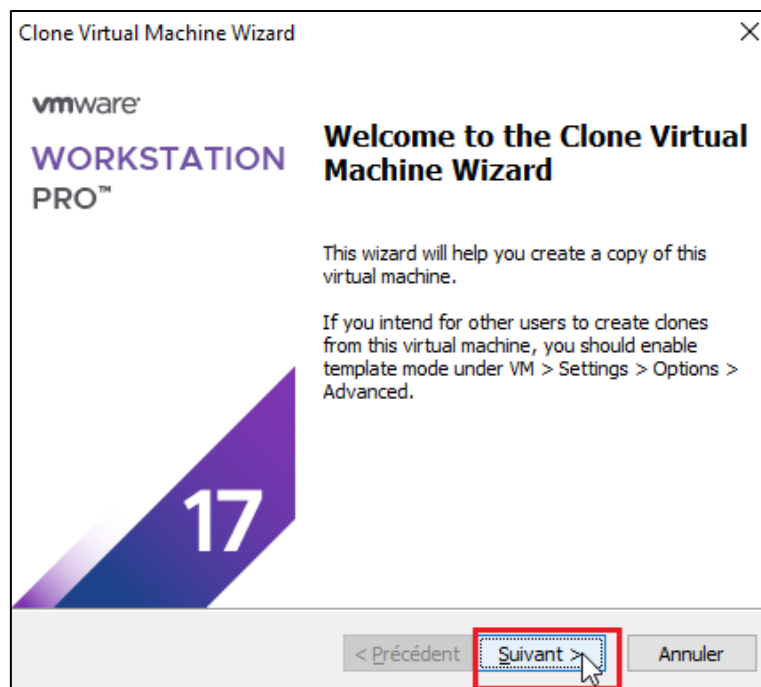 Clone Virtual Machine Wizard
vmware
WORKSTATION
PRO™
17
Welcome to the Clone Virtual
Machine Wizard
This wizard will help you create a copy of this
virtual machine.
If you intend for other users to create clones
from this virtual machine, you should enable
template mode under VM > Settings > Options >
Advanced.
< Précédent Suivant > Annuler